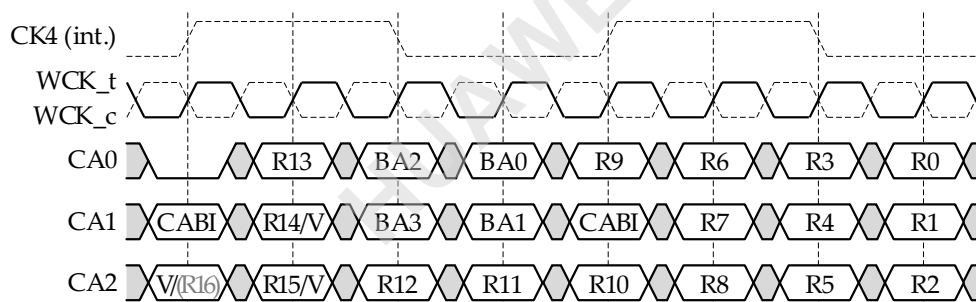 CK4 (int.)
WCK_t
WCK_c
CA0 R13 BA2 BA0 R9 R6 R3 R0
CA1 CABI R14/V BA3 BA1 CABI R7 R4 R1
CA2 V/(R16) R15/V R12 R11 R10 R8 R5 R2
HUAWE